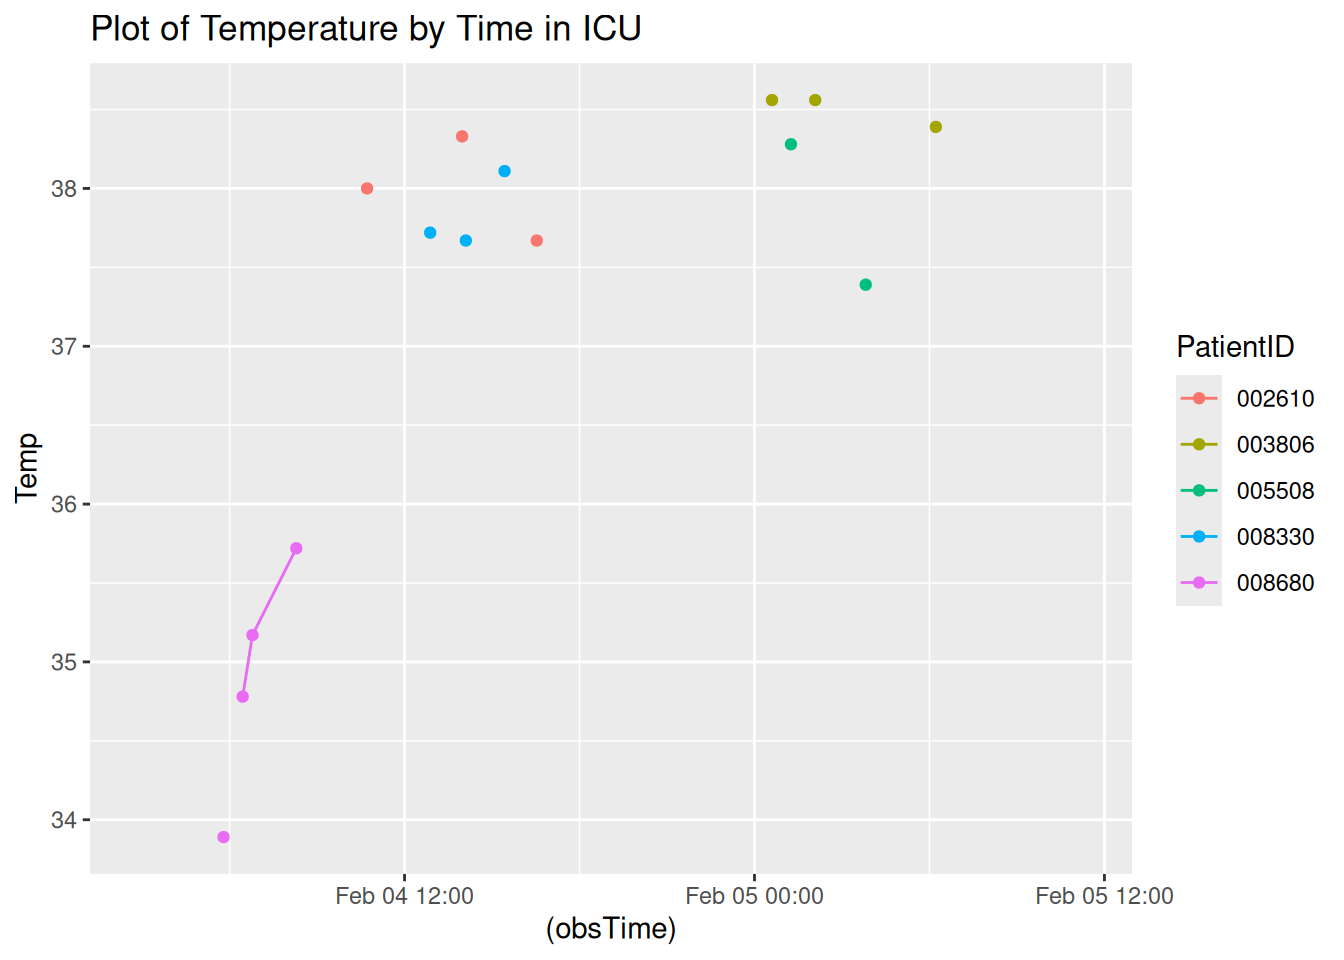 Plot of Temperature by Time in ICU
Temp
38
37
36
35
34
Feb 04 12:00
Feb 05 00:00
Feb 05 12:00
(obsTime)
PatientID
002610
003806
005508
008330
008680